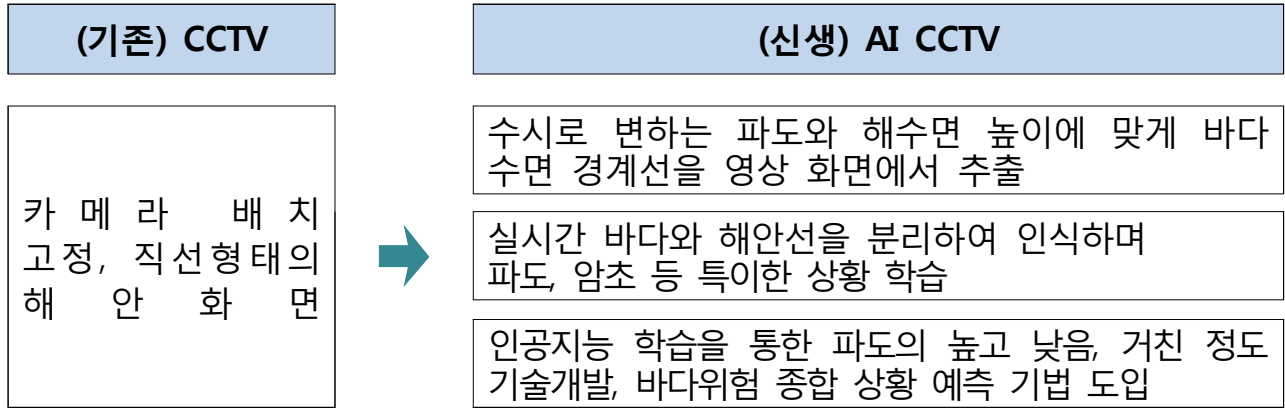 (기존) CCTV
(신생) AI CCTV
카메라 배치
고정, 직선형태의
해안화면
수시로 변하는 파도와 해수면 높이에 맞게 바다
수면 경계선을 영상 화면에서 추출
실시간 바다와 해안선을 분리하여 인식하며
파도, 암초 등 특이한 상황 학습
인공지능 학습을 통한 파도의 높고 낮음, 거친 정도
기술개발, 바다위험 종합 상황 예측 기법 도입